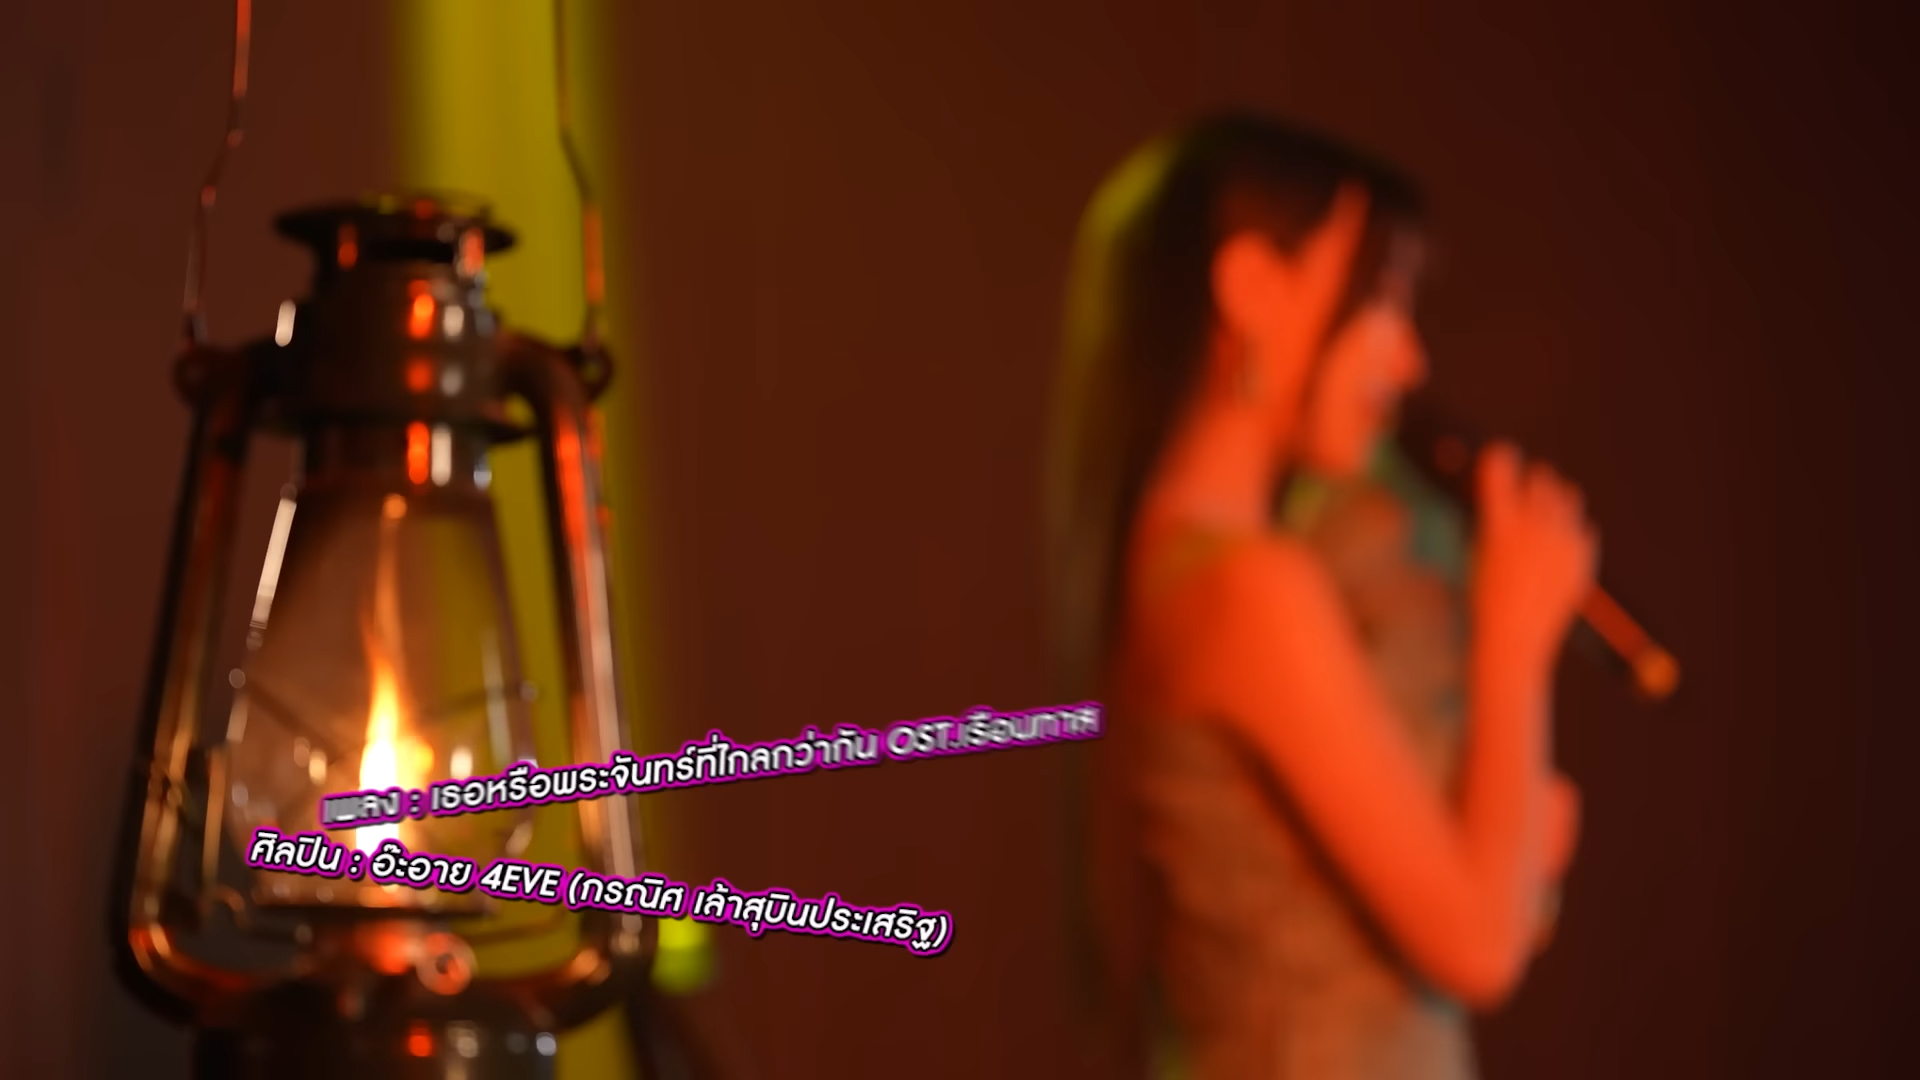 เพลง : เธอหรือพระจันทร์ที่ไกลกว่ากัน OST.เรือนทาส
ศิลปิน : อ๊ะอาย 4EVE (กรณิศ เล้าสุบินประเสริฐ)